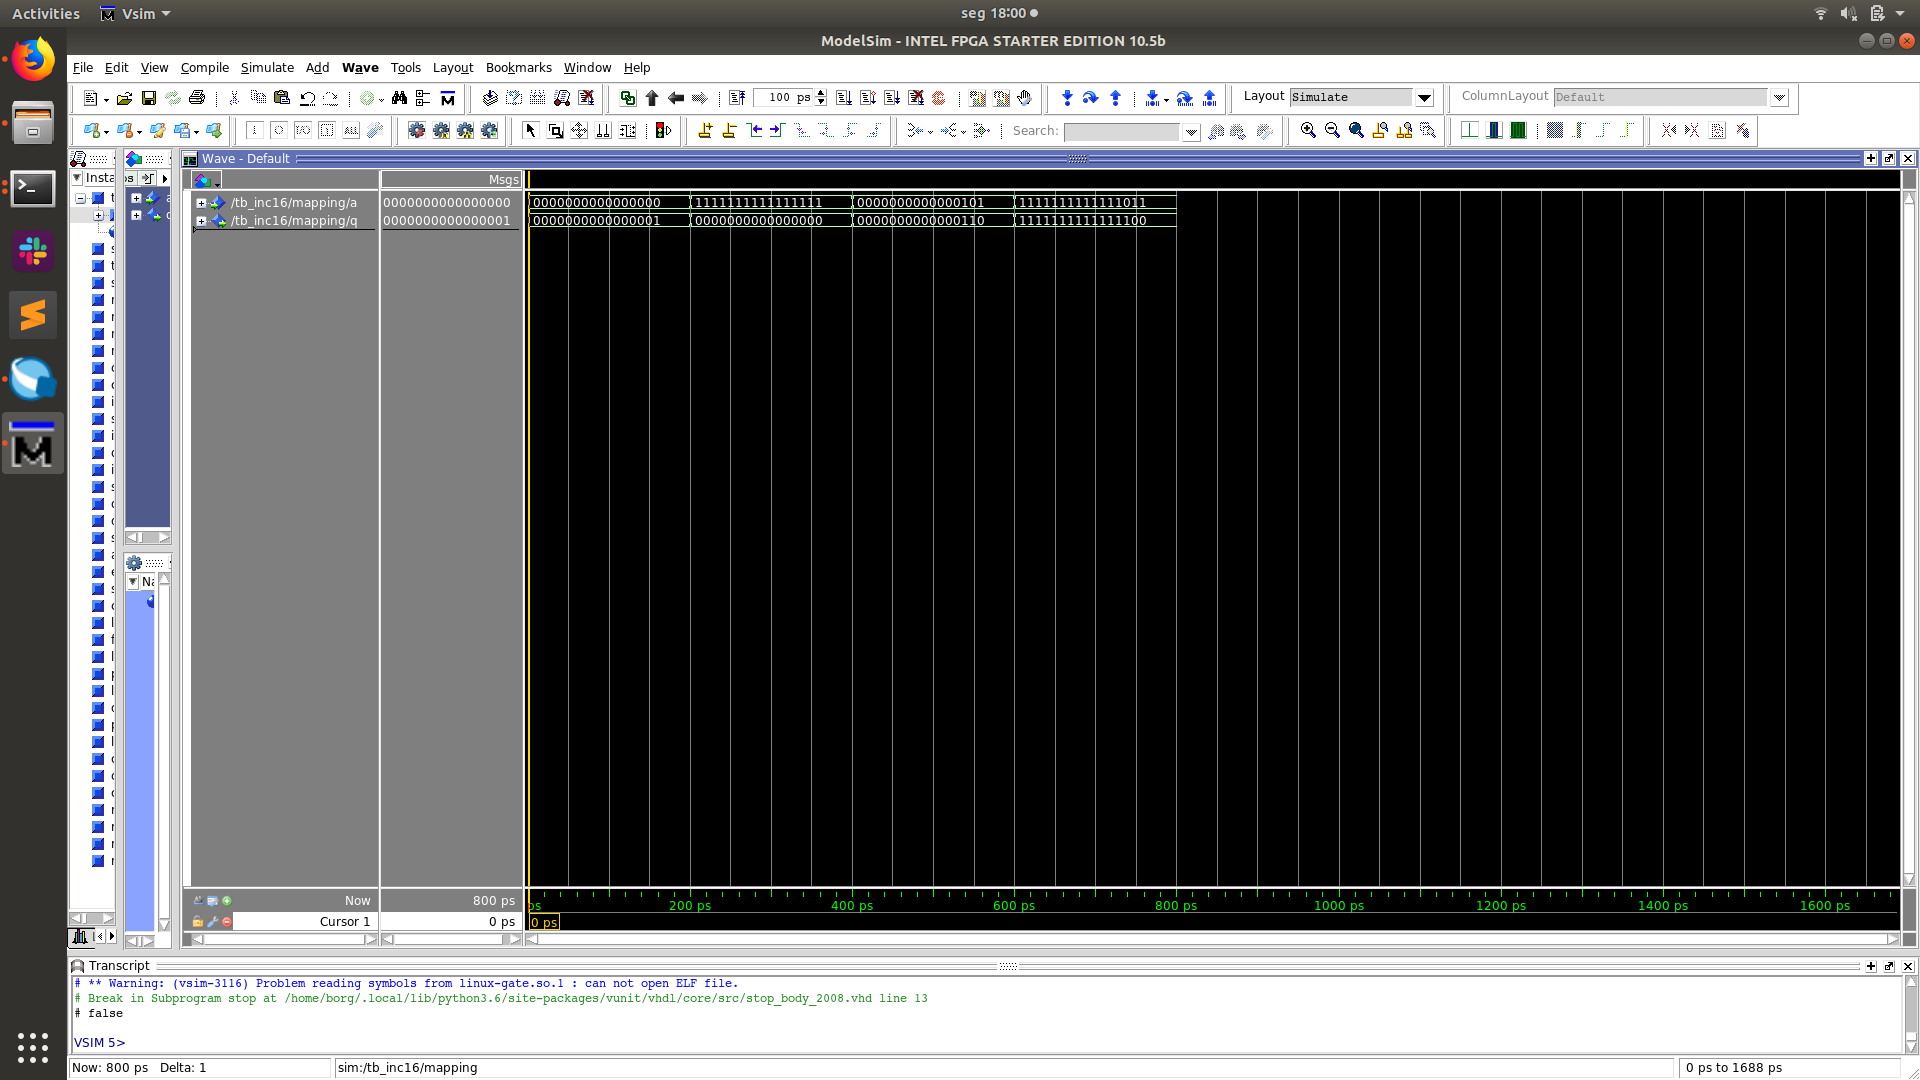 Activities Vsim seg 18:00
ModelSim - INTEL FPGA STARTER EDITION 10.5b
File Edit View Compile Simulate Add Wave Tools Layout Bookmarks Window Help
100 ps Layout Simulate ColumnLayout Default
Search:
Wave - Default
Insta
Msgs
/tb_inc16/mapping/a 0000000000000000 0000000000000000 1111111111111111 0000000000000101 1111111111111011
/tb_inc16/mapping/q 0000000000000001 0000000000000001 0000000000000000 0000000000000110 1111111111111100
Na
Now 800 ps ps 200 ps 400 ps 600 ps 800 ps 1000 ps 1200 ps 1400 ps 1600 ps
Cursor 1 0 ps 0 ps
Transcript
# ** Warning: (vsim-3116) Problem reading symbols from linux-gate.so.1 : can not open ELF file.
# Break in Subprogram stop at /home/borg/.local/lib/python3.6/site-packages/vunit/vhdl/core/src/stop_body_2008.vhd line 13
# false
VSIM 5>
Now: 800 ps Delta: 1 sim:/tb_inc16/mapping 0 ps to 1688 ps